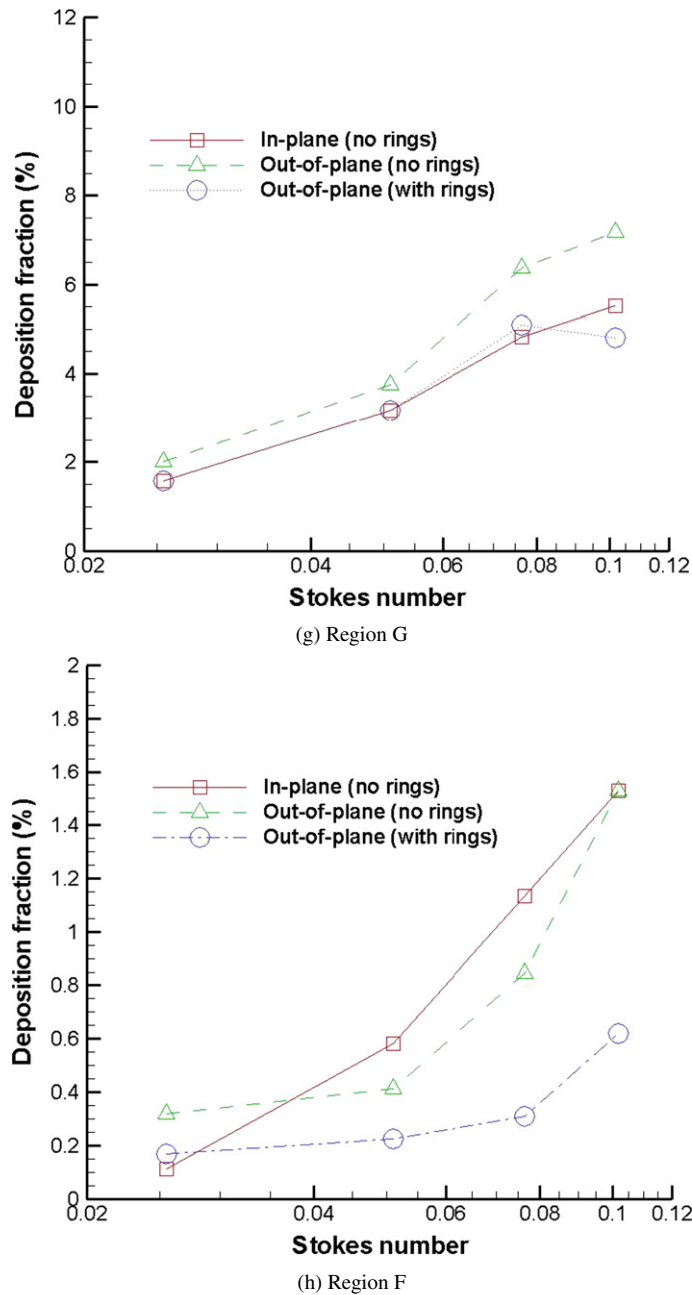 12
10
8
6
4
2
0
Deposition fraction (%)
In-plane (no rings)
Out-of-plane (no rings)
Out-of-plane (with rings)
0.02 0.04 0.06 0.08 0.1 0.12
Stokes number
(g) Region G
2
1.8
1.6
1.4
1.2
1
0.8
0.6
0.4
0.2
0
Deposition fraction (%)
In-plane (no rings)
Out-of-plane (no rings)
Out-of-plane (with rings)
0.02 0.04 0.06 0.08 0.1 0.12
Stokes number
(h) Region F